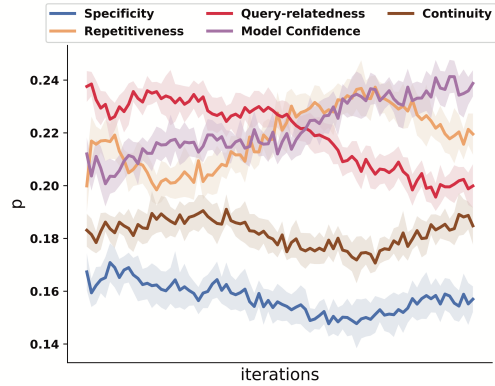 Specificity Query-relatedness Continuity
Repetitiveness Model Confidence
0.24
0.22
0.20
0.18
0.16
0.14
p
iterations